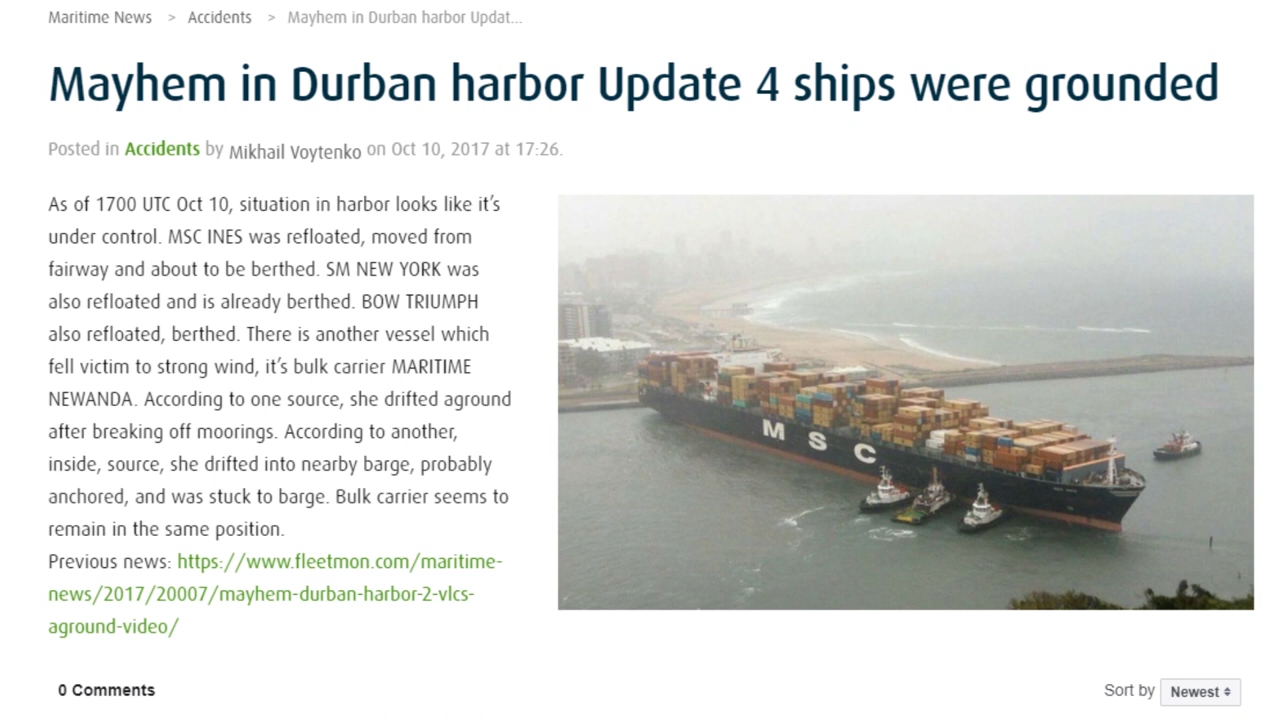 Maritime News > Accidents > Mayhem in Durban harbor Updat...
Mayhem in Durban harbor Update 4 ships were grounded
Posted in Accidents by Mikhail Voytenko on Oct 10, 2017 at 17:26.
As of 1700 UTC Oct 10, situation in harbor looks like it's
under control. MSC INES was refloated, moved from
fairway and about to be berthed. SM NEW YORK was
also refloated and is already berthed. BOW TRIUMPH
also refloated, berthed. There is another vessel which
fell victim to strong wind, it's bulk carrier MARITIME
NEWANDA. According to one source, she drifted aground
after breaking off moorings. According to another,
inside, source, she drifted into nearby barge, probably
anchored, and was stuck to barge. Bulk carrier seems to
remain in the same position.
Previous news: https://www.fleetmon.com/maritime-
news/2017/20007/mayhem-durban-harbor-2-vlcs-
aground-video/
MSC
0 Comments
Sort by Newest